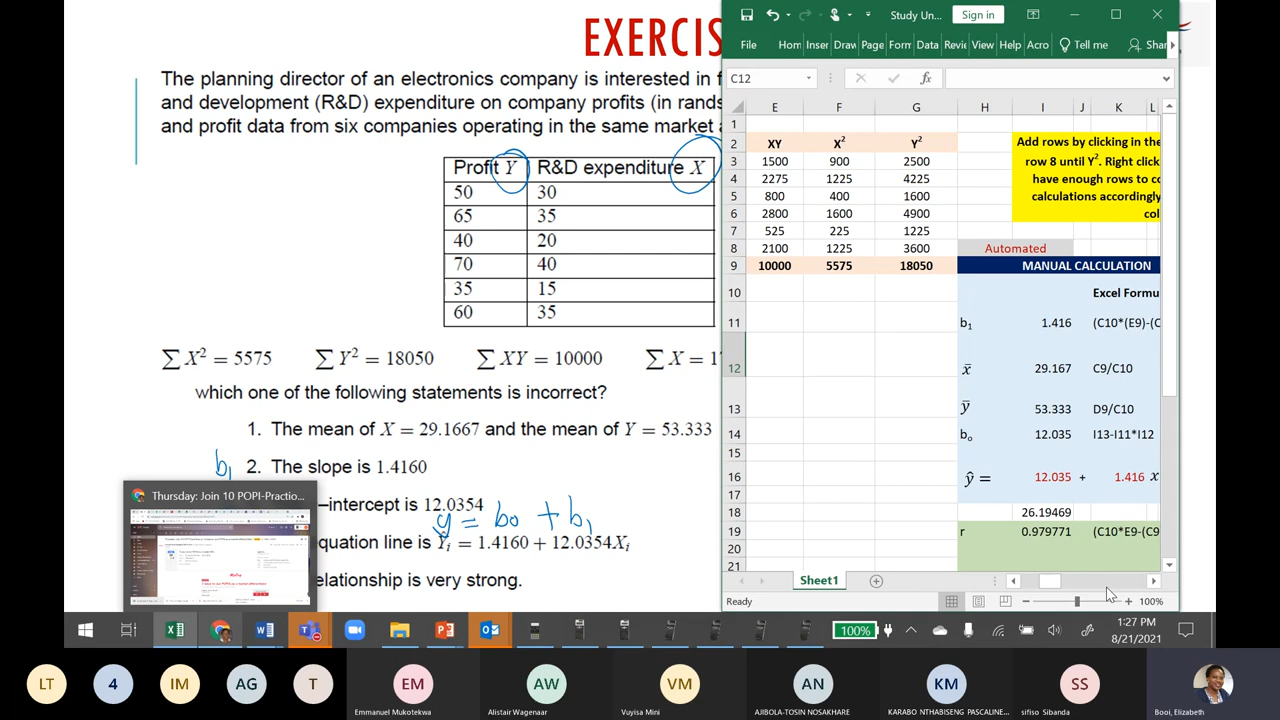 EXERCIS
The planning director of an electronics company is interested in f
and development (R&D) expenditure on company profits (in rands
and profit data from six companies operating in the same market a
Profit Y R&D expenditure X
50 30
65 35
40 20
70 40
35 15
60 35
∑ X² = 5575 ∑ Y² = 18050 ∑ XY = 10000 ∑ X = 17
which one of the following statements is incorrect?
1. The mean of X = 29.1667 and the mean of Y = 53.333
b₁ 2. The slope is 1.4160
–intercept is 12.0354
y = b₀ + b₁
equation line is Yᵢ = 1.4160 + 12.0354Xᵢ
elationship is very strong.
Thursday: Join 10 POPI-Practio...
Study Un... Sign in
File Hom Inser Draw Page Form Data Revie View Help Acro Tell me Shar
C12 fx
E F G H I J K L
1
2 XY X² Y² Add rows by clicking in the
3 1500 900 2500 row 8 until Y². Right click
4 2275 1225 4225 have enough rows to co
5 800 400 1600 calculations accordingly
6 2800 1600 4900 col
7 525 225 1225
8 2100 1225 3600 Automated
9 10000 5575 18050 MANUAL CALCULATION
10 Excel Formu
11 b₁ 1.416 (C10*(E9)-(C
12 x̄ 29.167 C9/C10
13 ȳ 53.333 D9/C10
14 b₀ 12.035 I13-I11*I12
15
16 ŷ = 12.035 + 1.416 x
17
18 26.19469
19 r 0.979771 (C10*E9-(C9
20
21
Sheet1
Ready 100%
100% 1:27 PM
8/21/2021
LT 4 IM AG T EM AW VM AN KM SS
Emmanuel Mukotekwa Alistair Wagenaar Vuyisa Mini AJIBOLA-TOSIN NOSAKHARE KARABO NTHABISENG PASCALINE... sifiso Sibanda Booi, Elizabeth